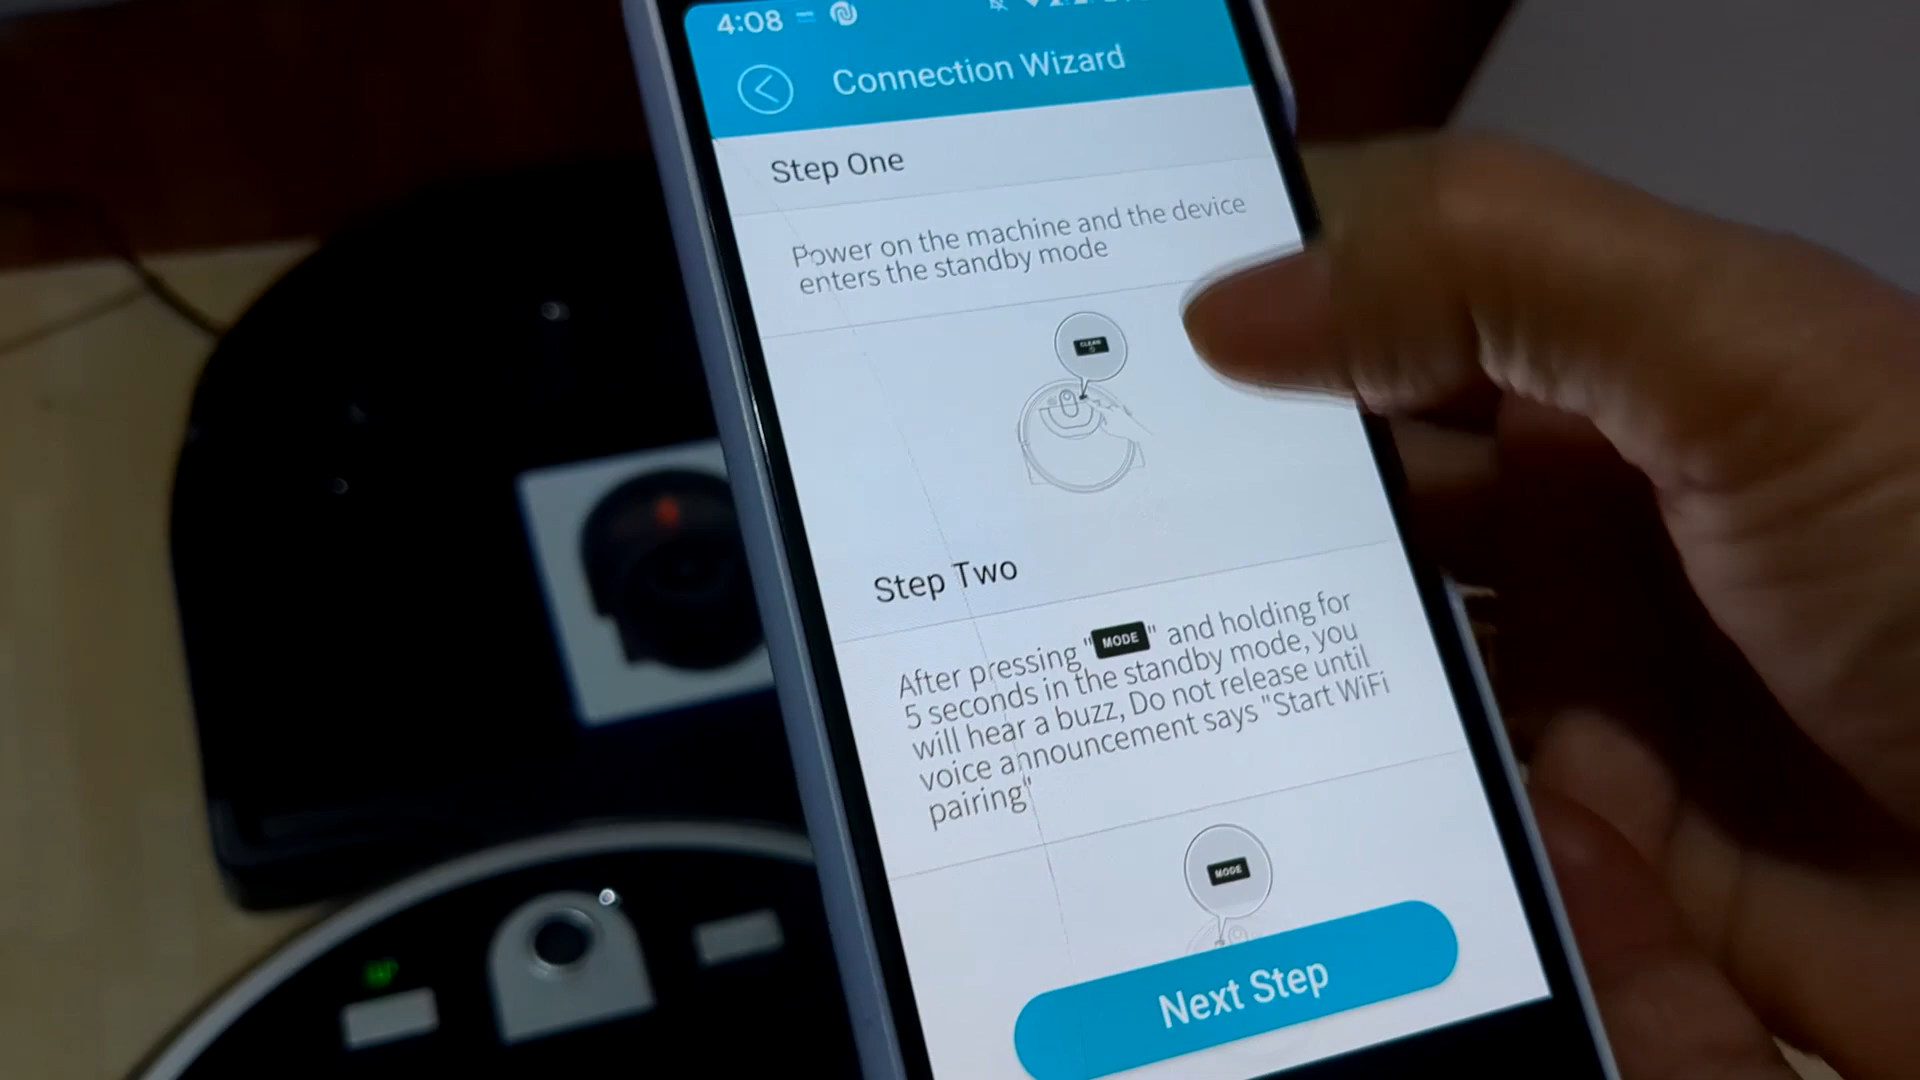 4:08
Connection Wizard
Step One
Power on the machine and the device
enters the standby mode
CLEAN
Step Two
After pressing "MODE" and holding for
5 seconds in the standby mode, you
will hear a buzz, Do not release until
voice announcement says "Start WiFi
pairing"
MODE
Next Step